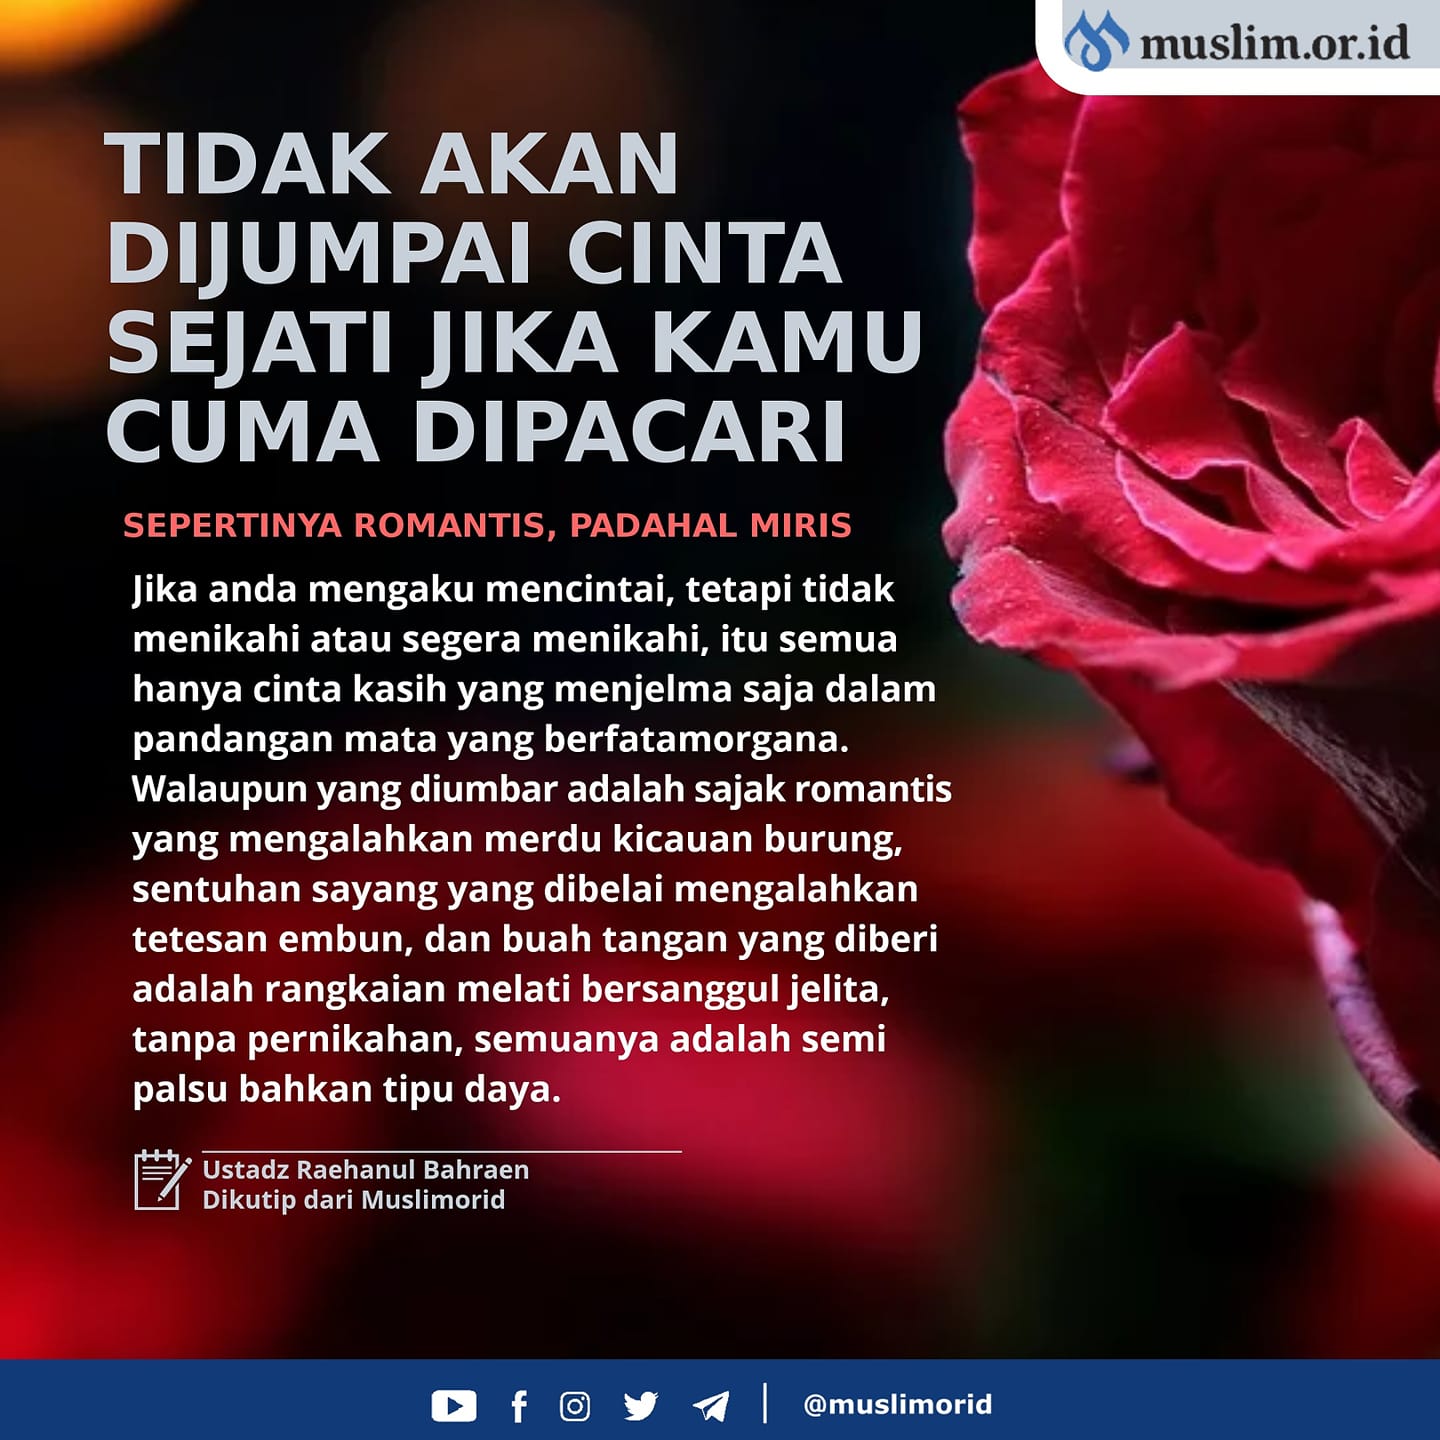 muslim.or.id
TIDAK AKAN
DIJUMPAI CINTA
SEJATI JIKA KAMU
CUMA DIPACARI
SEPERTINYA ROMANTIS, PADAHAL MIRIS
Jika anda mengaku mencintai, tetapi tidak
menikahi atau segera menikahi, itu semua
hanya cinta kasih yang menjelma saja dalam
pandangan mata yang berfatamorgana.
Walaupun yang diumbar adalah sajak romantis
yang mengalahkan merdu kicauan burung,
sentuhan sayang yang dibelai mengalahkan
tetesan embun, dan buah tangan yang diberi
adalah rangkaian melati bersanggul jelita,
tanpa pernikahan, semuanya adalah semi
palsu bahkan tipu daya.
Ustadz Raehanul Bahraen
Dikutip dari Muslimorid
@muslimorid